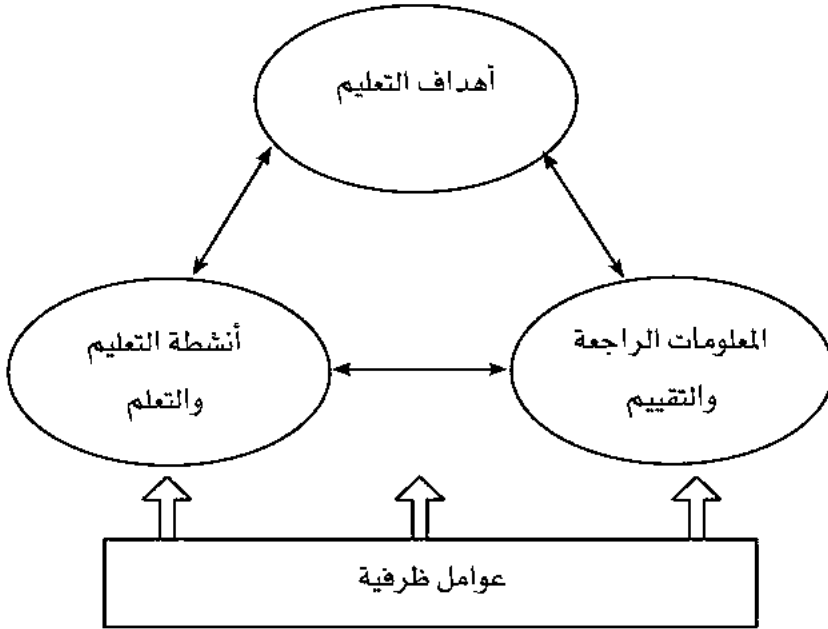 أهداف التعليم
المعلومات الراجعة
والتقييم
أنشطة التعليم
والتعلم
عوامل ظرفية